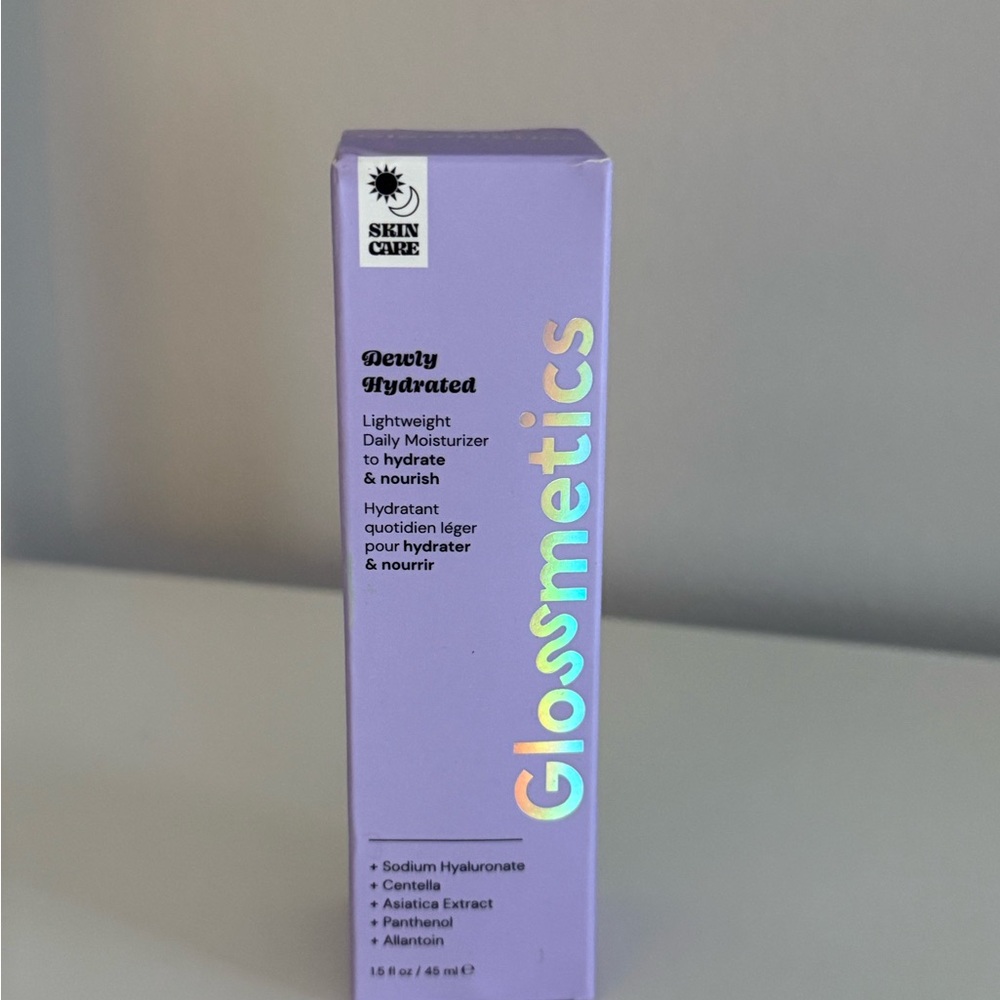 SKIN
CARE
Dewly
Hydrated
Lightweight
Daily Moisturizer
to hydrate
& nourish
Hydratant
quotidien léger
pour hydrater
& nourrir
Glossmetics
+ Sodium Hyaluronate
+ Centella
+ Asiatica Extract
+ Panthenol
+ Allantoin
1.5 fl oz / 45 ml ℮